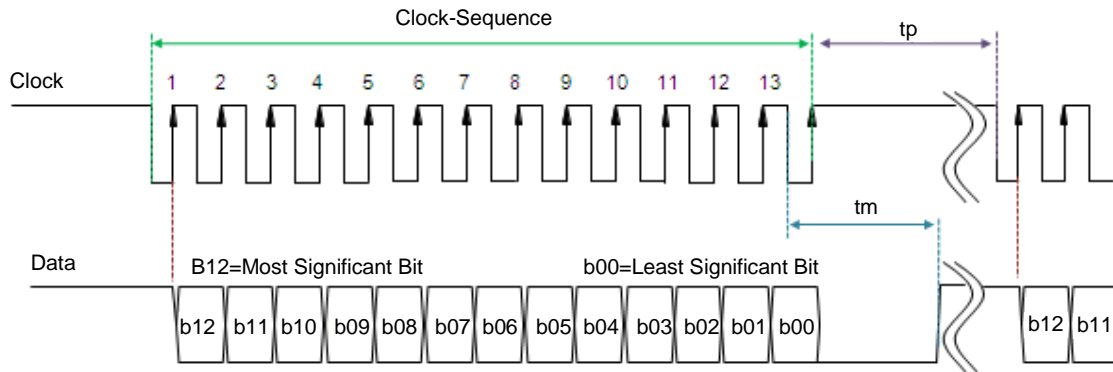 Clock-Sequence
tp
Clock
1 2 3 4 5 6 7 8 9 10 11 12 13
tm
Data
B12=Most Significant Bit
b00=Least Significant Bit
b12 b11 b10 b09 b08 b07 b06 b05 b04 b03 b02 b01 b00 b12 b11